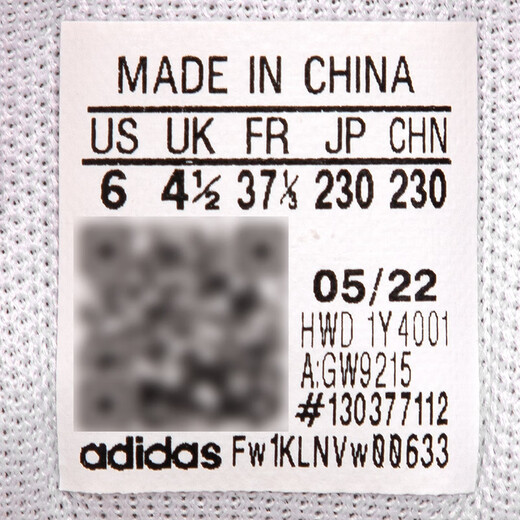 MADE IN CHINA
US UK FR JP CHN
6 4½ 37⅓ 230 230
05/22
HWD 1Y4001
A:GW9215
#130377112
adidas Fw1KLNVw00633